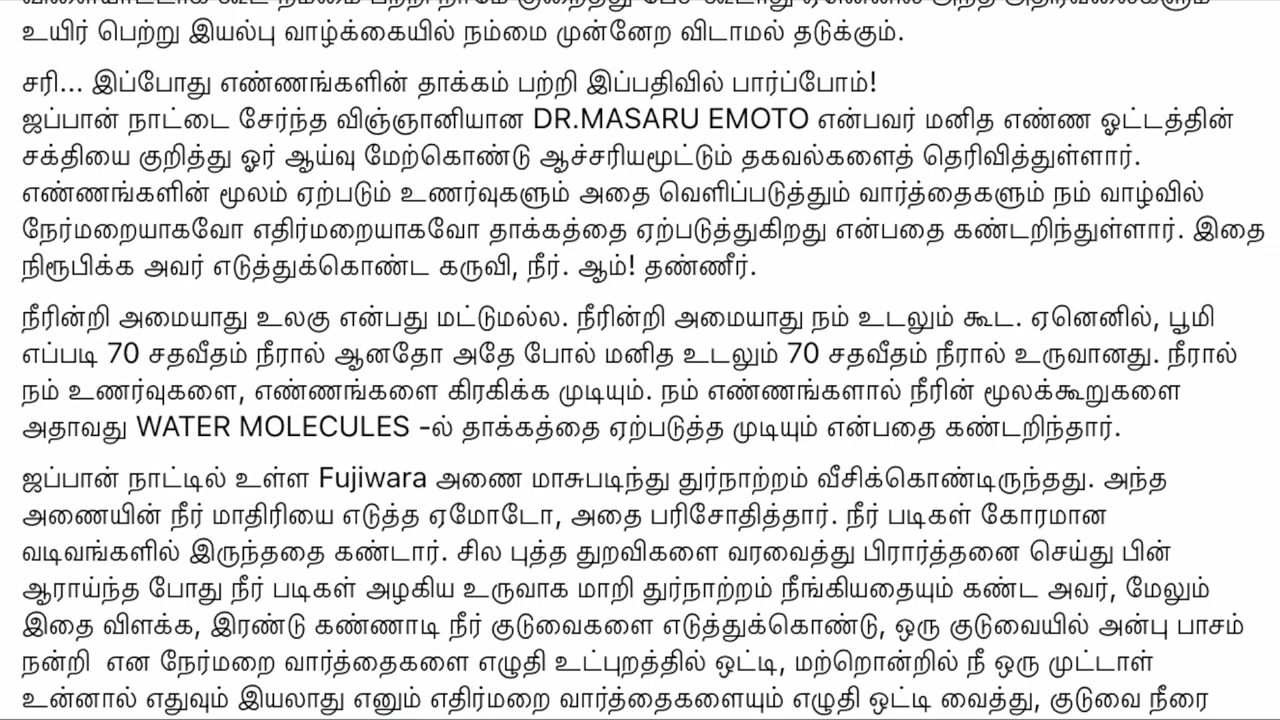 உயிர் பெற்று இயல்பு வாழ்க்கையில் நம்மை முன்னேற விடாமல் தடுக்கும்.
சரி... இப்போது எண்ணங்களின் தாக்கம் பற்றி இப்பதிவில் பார்ப்போம்!
ஜப்பான் நாட்டை சேர்ந்த விஞ்ஞானியான DR.MASARU EMOTO என்பவர் மனித எண்ண ஓட்டத்தின்
சக்தியை குறித்து ஓர் ஆய்வு மேற்கொண்டு ஆச்சரியமூட்டும் தகவல்களைத் தெரிவித்துள்ளார்.
எண்ணங்களின் மூலம் ஏற்படும் உணர்வுகளும் அதை வெளிப்படுத்தும் வார்த்தைகளும் நம் வாழ்வில்
நேர்மறையாகவோ எதிர்மறையாகவோ தாக்கத்தை ஏற்படுத்துகிறது என்பதை கண்டறிந்துள்ளார். இதை
நிரூபிக்க அவர் எடுத்துக்கொண்ட கருவி, நீர். ஆம்! தண்ணீர்.
நீரின்றி அமையாது உலகு என்பது மட்டுமல்ல. நீரின்றி அமையாது நம் உடலும் கூட. ஏனெனில், பூமி
எப்படி 70 சதவீதம் நீரால் ஆனதோ அதே போல் மனித உடலும் 70 சதவீதம் நீரால் உருவானது. நீரால்
நம் உணர்வுகளை, எண்ணங்களை கிரகிக்க முடியும். நம் எண்ணங்களால் நீரின் மூலக்கூறுகளை
அதாவது WATER MOLECULES -ல் தாக்கத்தை ஏற்படுத்த முடியும் என்பதை கண்டறிந்தார்.
ஜப்பான் நாட்டில் உள்ள Fujiwara அணை மாசுபடிந்து துர்நாற்றம் வீசிக்கொண்டிருந்தது. அந்த
அணையின் நீர் மாதிரியை எடுத்த ஏமோடோ, அதை பரிசோதித்தார். நீர் படிகள் கோரமான
வடிவங்களில் இருந்ததை கண்டார். சில புத்த துறவிகளை வரவைத்து பிரார்த்தனை செய்து பின்
ஆராய்ந்த போது நீர் படிகள் அழகிய உருவாக மாறி துர்நாற்றம் நீங்கியதையும் கண்ட அவர், மேலும்
இதை விளக்க, இரண்டு கண்ணாடி நீர் குடுவைகளை எடுத்துக்கொண்டு, ஒரு குடுவையில் அன்பு பாசம்
நன்றி  என நேர்மறை வார்த்தைகளை எழுதி உட்புறத்தில் ஒட்டி, மற்றொன்றில் நீ ஒரு முட்டாள்
உன்னால் எதுவும் இயலாது எனும் எதிர்மறை வார்த்தைகளையும் எழுதி ஒட்டி வைத்து, குடுவை நீரை